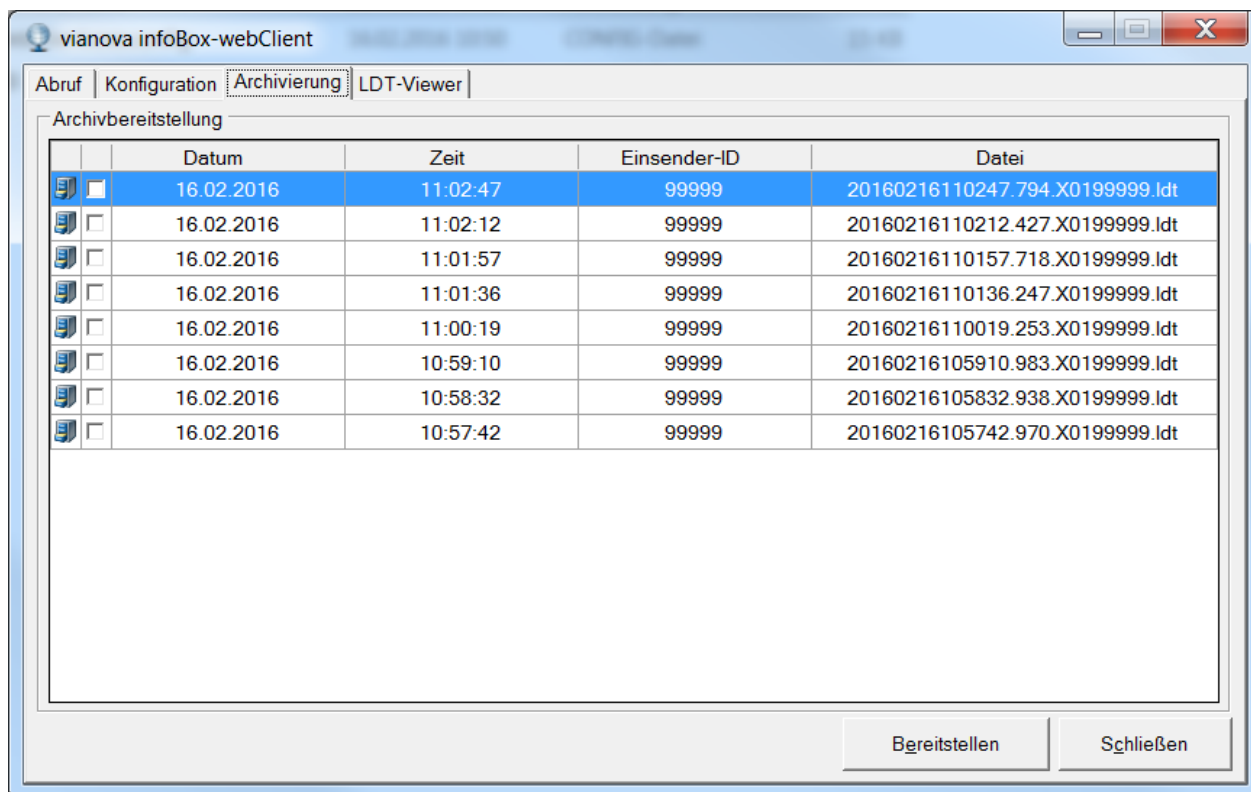 vianova infoBox-webClient
Abruf Konfiguration Archivierung LDT-Viewer
Archivbereitstellung
Datum Zeit Einsender-ID Datei
16.02.2016 11:02:47 99999 20160216110247.794.X0199999.ldt
16.02.2016 11:02:12 99999 20160216110212.427.X0199999.ldt
16.02.2016 11:01:57 99999 20160216110157.718.X0199999.ldt
16.02.2016 11:01:36 99999 20160216110136.247.X0199999.ldt
16.02.2016 11:00:19 99999 20160216110019.253.X0199999.ldt
16.02.2016 10:59:10 99999 20160216105910.983.X0199999.ldt
16.02.2016 10:58:32 99999 20160216105832.938.X0199999.ldt
16.02.2016 10:57:42 99999 20160216105742.970.X0199999.ldt
Bereitstellen Schließen